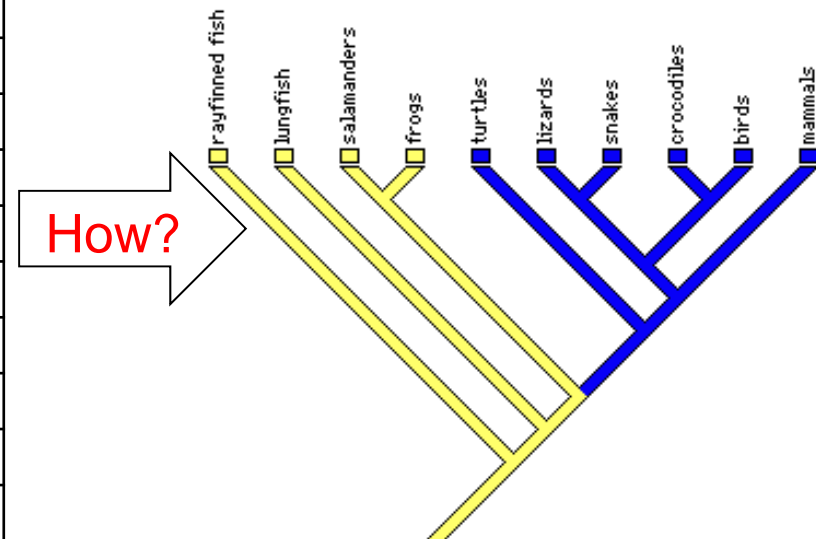 rayfinned fish
lungfish
salamanders
frogs
turtles
lizards
snakes
crocodiles
birds
mammals
How?